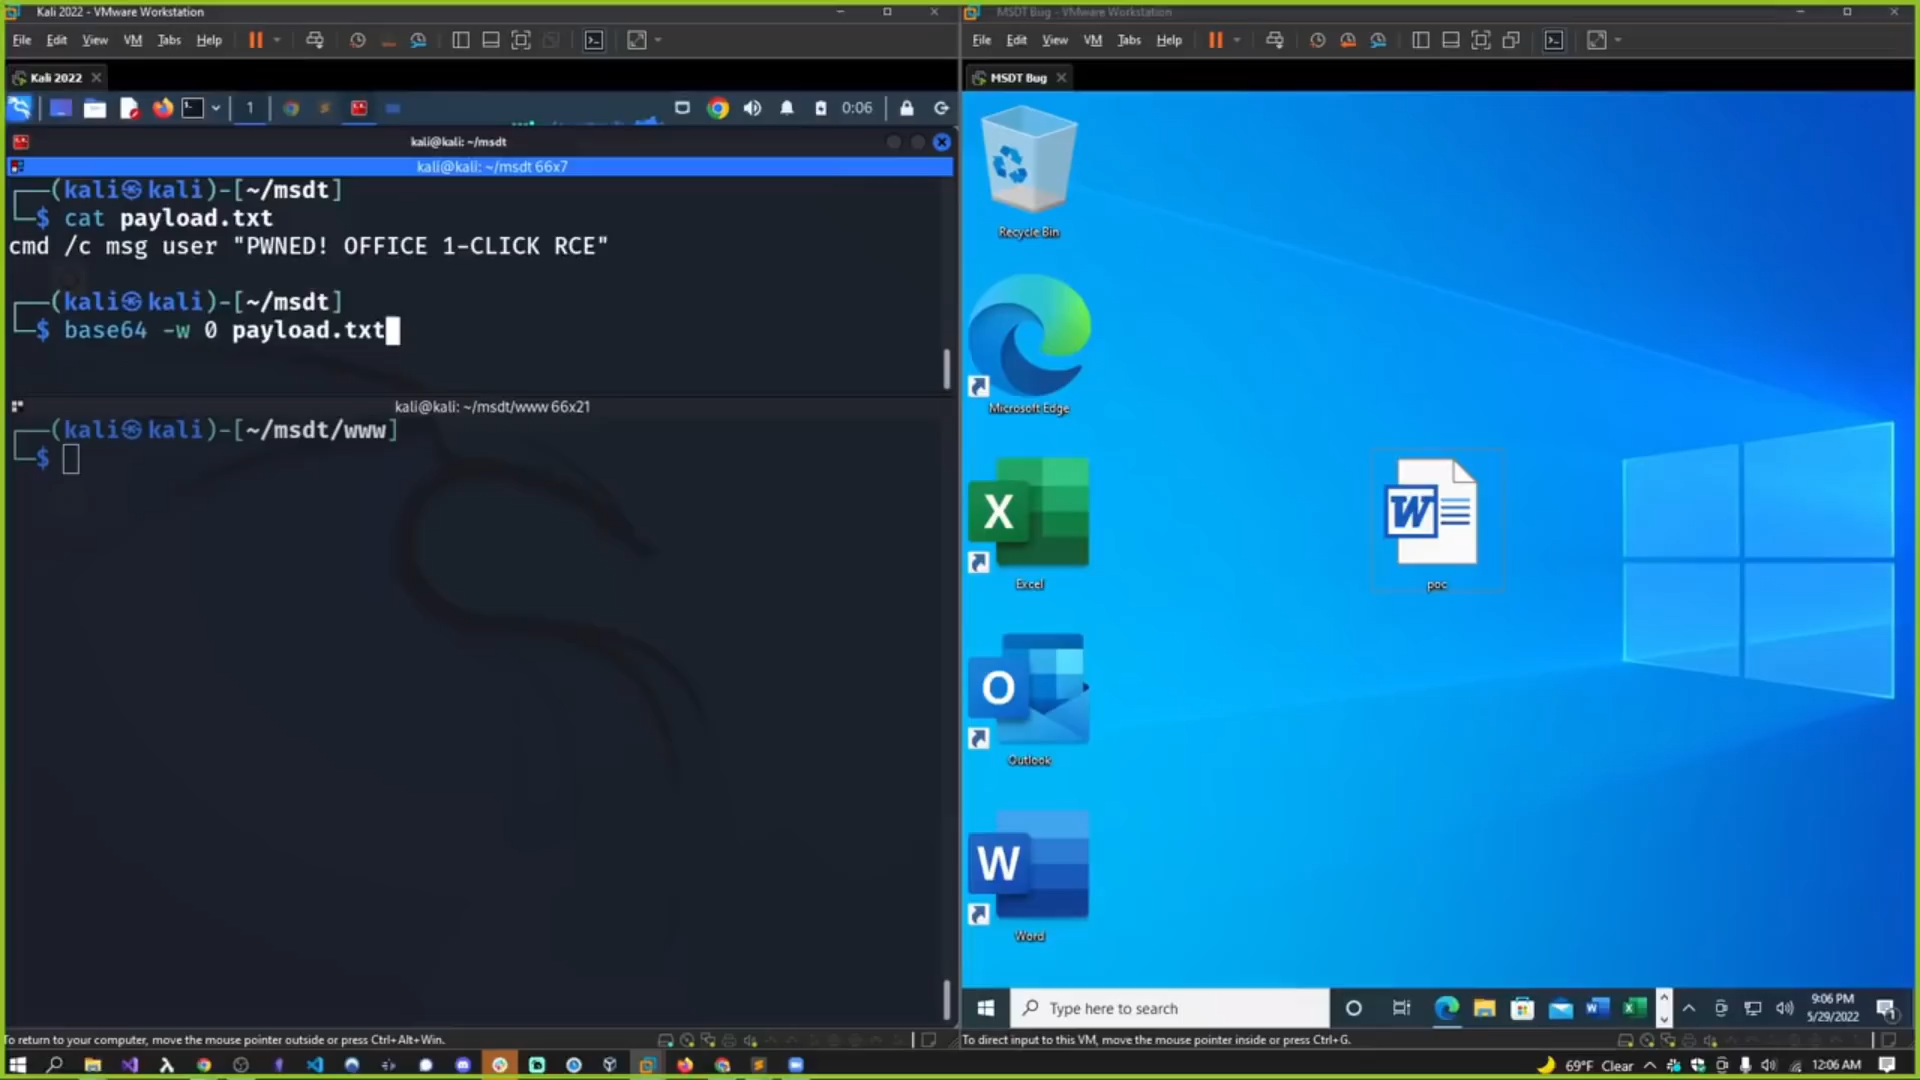 Kali 2022 - VMware Workstation
File Edit View VM Tabs Help
Kali 2022
1
0:06
kali@kali: ~/msdt
kali@kali: ~/msdt 66x7
(kali㉿kali)-[~/msdt]
$ cat payload.txt
cmd /c msg user "PWNED! OFFICE 1-CLICK RCE"
(kali㉿kali)-[~/msdt]
$ base64 -w 0 payload.txt
kali@kali: ~/msdt/www 66x21
(kali㉿kali)-[~/msdt/www]
$
To return to your computer, move the mouse pointer outside or press Ctrl+Alt+Win.
MSDT Bug - VMware Workstation
File Edit View VM Tabs Help
MSDT Bug
Recycle Bin
Microsoft Edge
Excel
Outlook
Word
poc
Type here to search
9:06 PM
5/29/2022
To direct input to this VM, move the mouse pointer inside or press Ctrl+G.
69°F Clear
12:06 AM